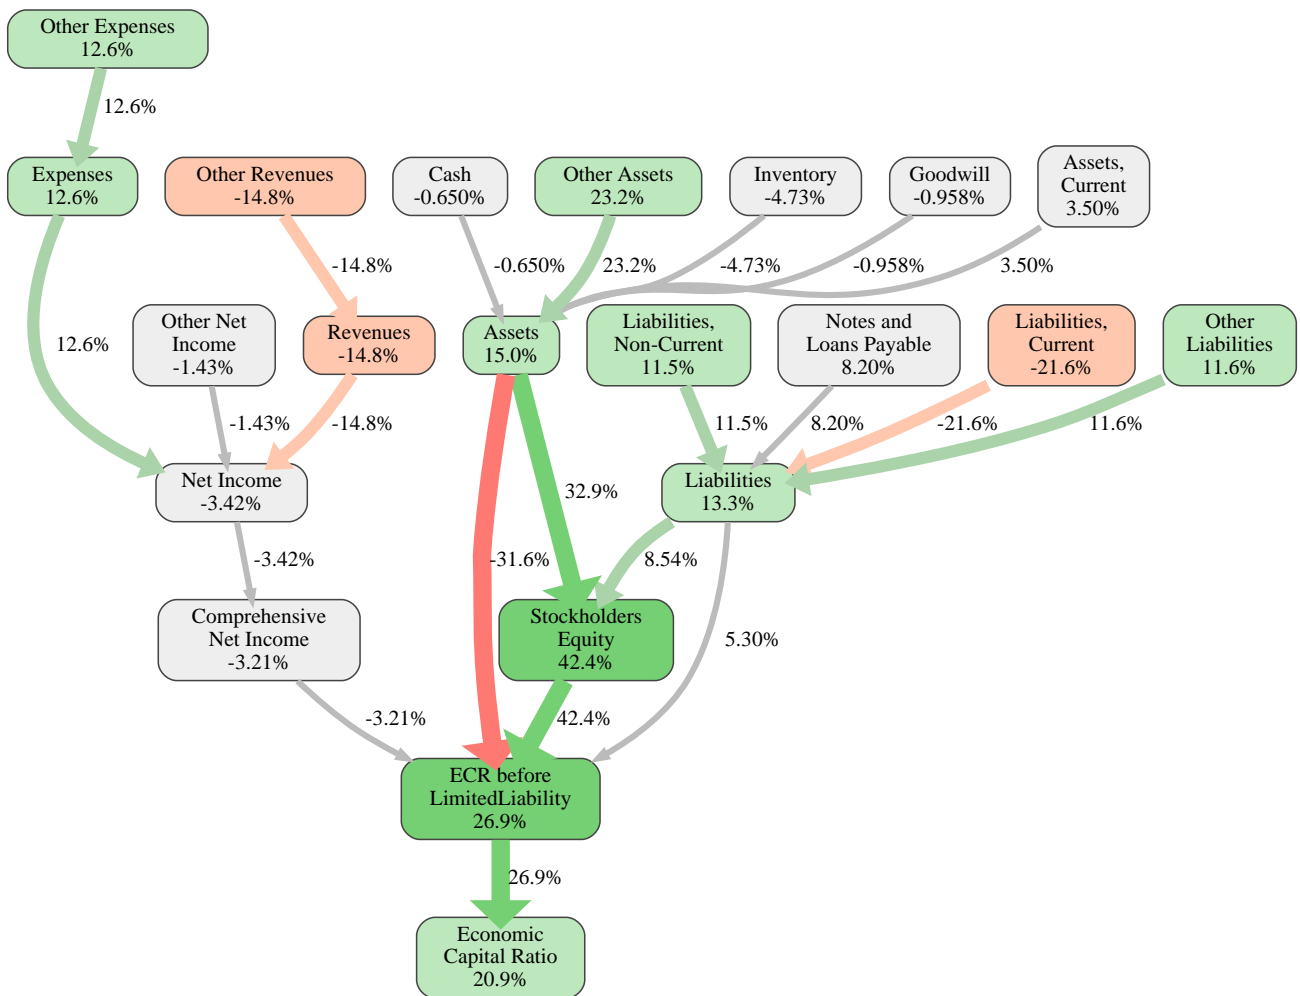 Other Expenses
12.6%
12.6%
Expenses
12.6%
Other Revenues
-14.8%
Cash
-0.650%
Other Assets
23.2%
Inventory
-4.73%
Goodwill
-0.958%
Assets,
Current
3.50%
-14.8%
-0.650%
23.2%
-4.73%
-0.958%
3.50%
12.6%
Other Net
Income
-1.43%
Revenues
-14.8%
Assets
15.0%
Liabilities,
Non-Current
11.5%
Notes and
Loans Payable
8.20%
Liabilities,
Current
-21.6%
Other
Liabilities
11.6%
-1.43%
-14.8%
11.5%
8.20%
-21.6%
11.6%
Net Income
-3.42%
32.9%
Liabilities
13.3%
-3.42%
-31.6%
8.54%
Comprehensive
Net Income
-3.21%
Stockholders
Equity
42.4%
5.30%
-3.21%
42.4%
ECR before
LimitedLiability
26.9%
26.9%
Economic
Capital Ratio
20.9%